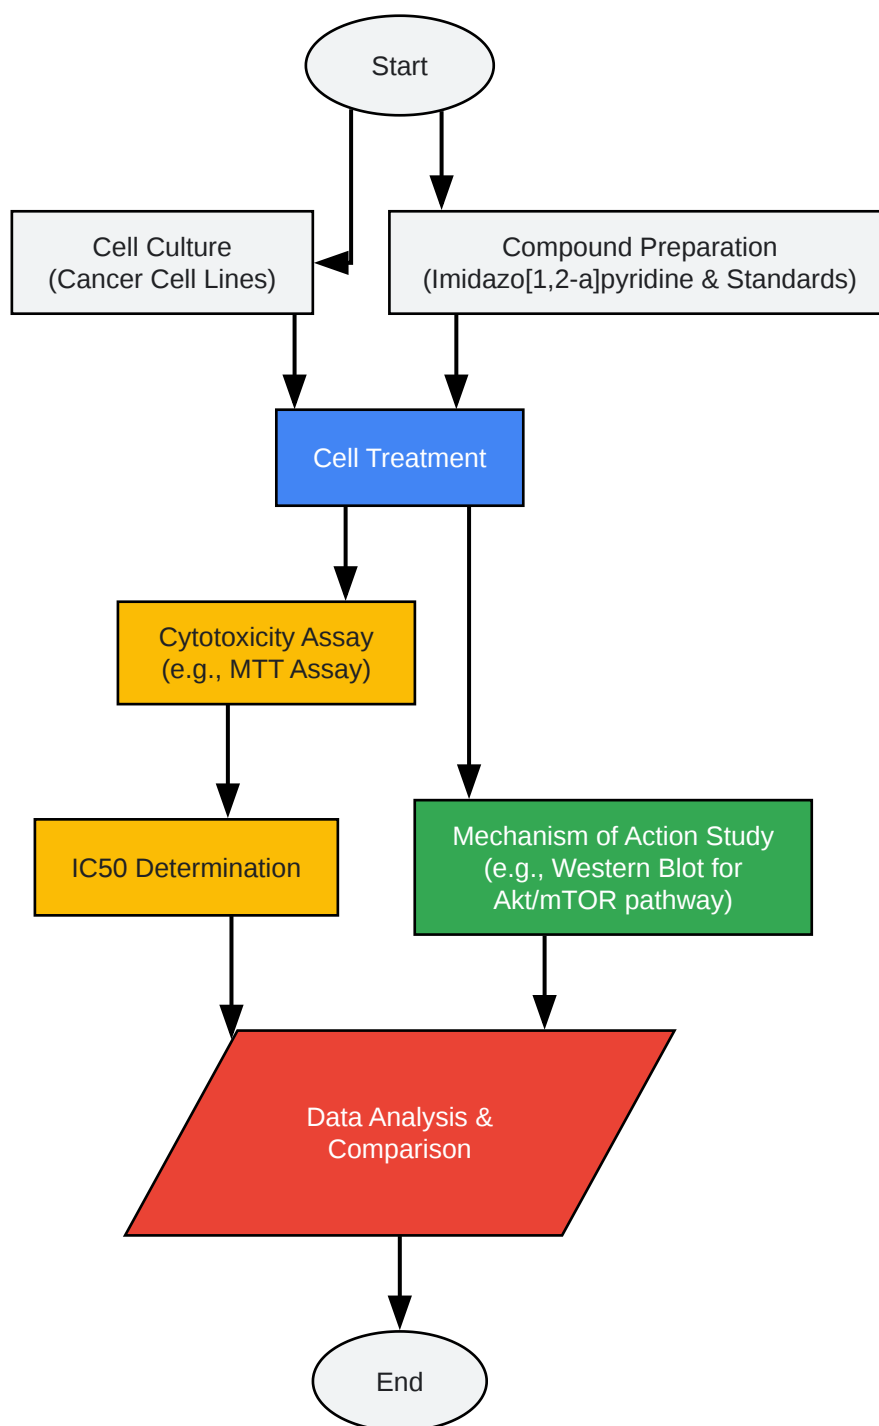 Start
Cell Culture
(Cancer Cell Lines)
Compound Preparation
(Imidazo[1,2-a]pyridine & Standards)
Cell Treatment
Cytotoxicity Assay
(e.g., MTT Assay)
IC50 Determination
Mechanism of Action Study
(e.g., Western Blot for
Akt/mTOR pathway)
Data Analysis &
Comparison
End